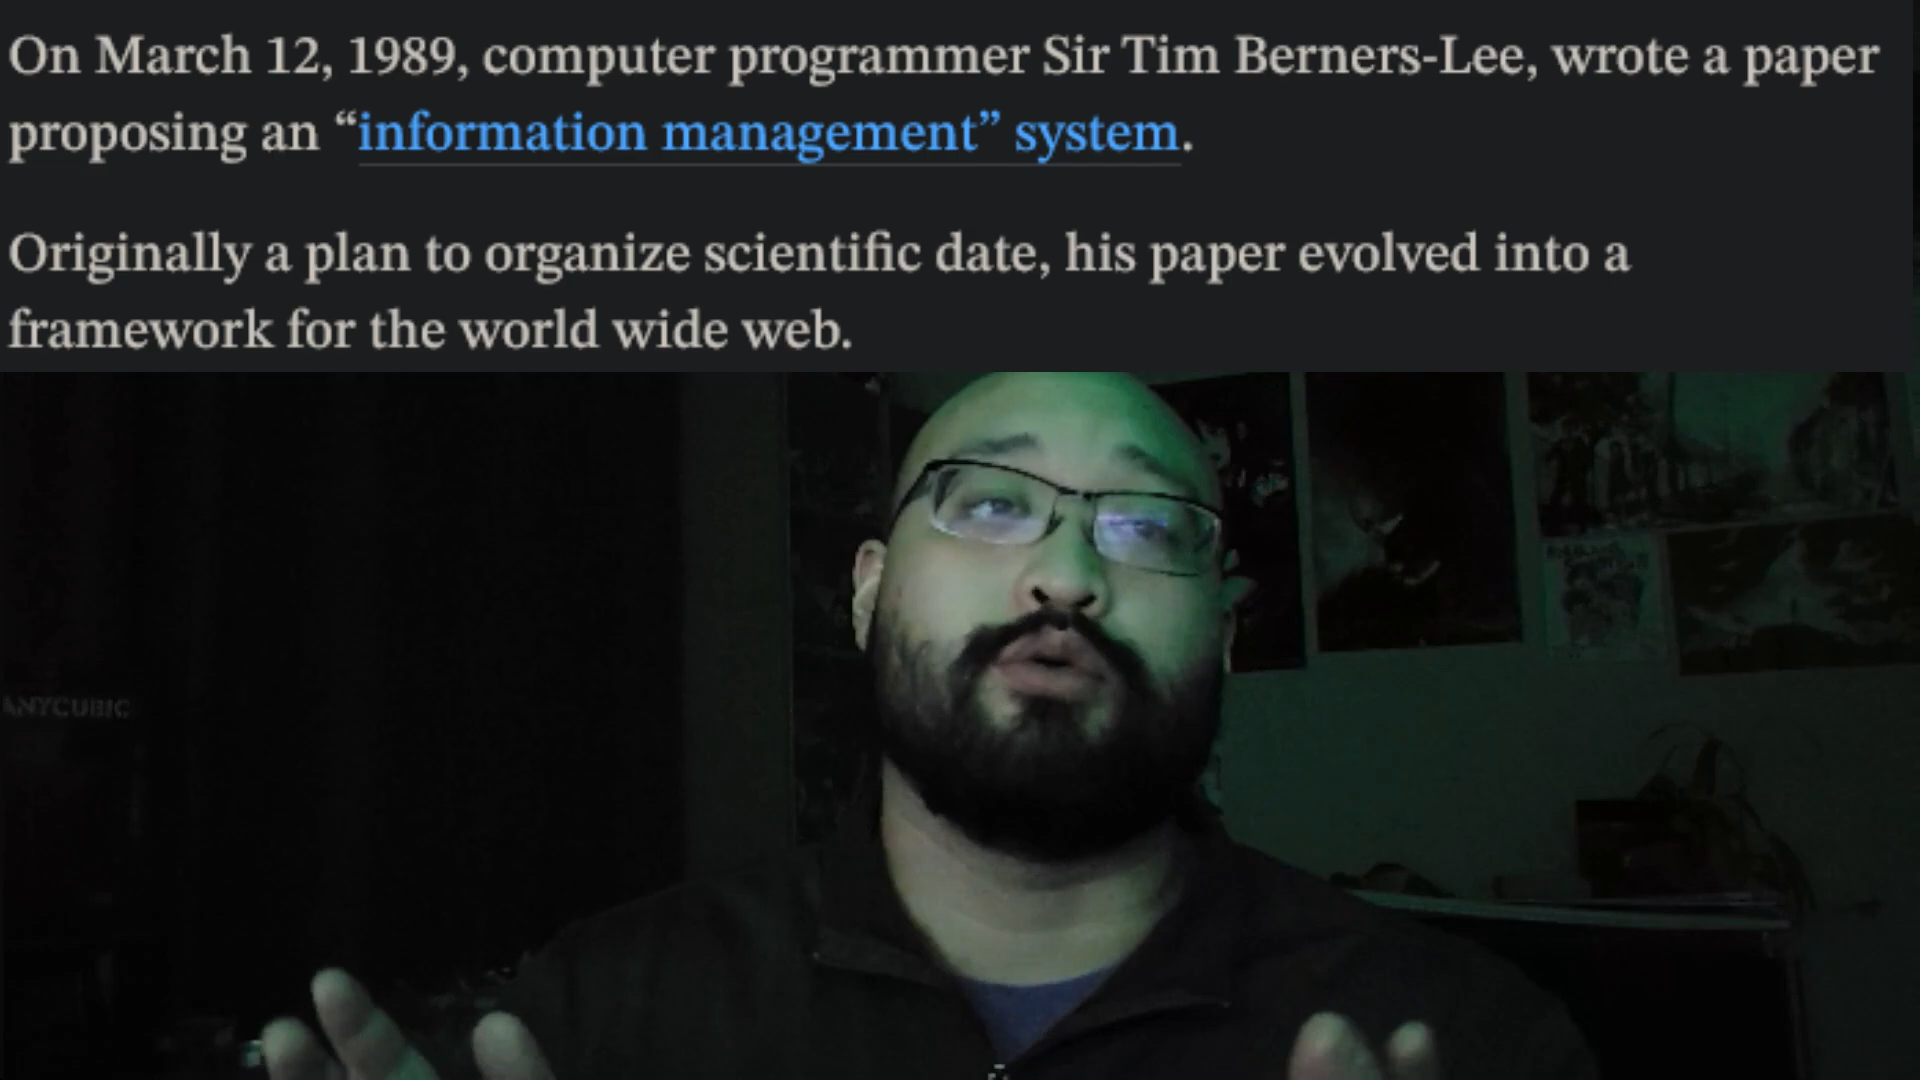 On March 12, 1989, computer programmer Sir Tim Berners-Lee, wrote a paper
proposing an “information management” system.
Originally a plan to organize scientific date, his paper evolved into a
framework for the world wide web.
ANYCUBIC